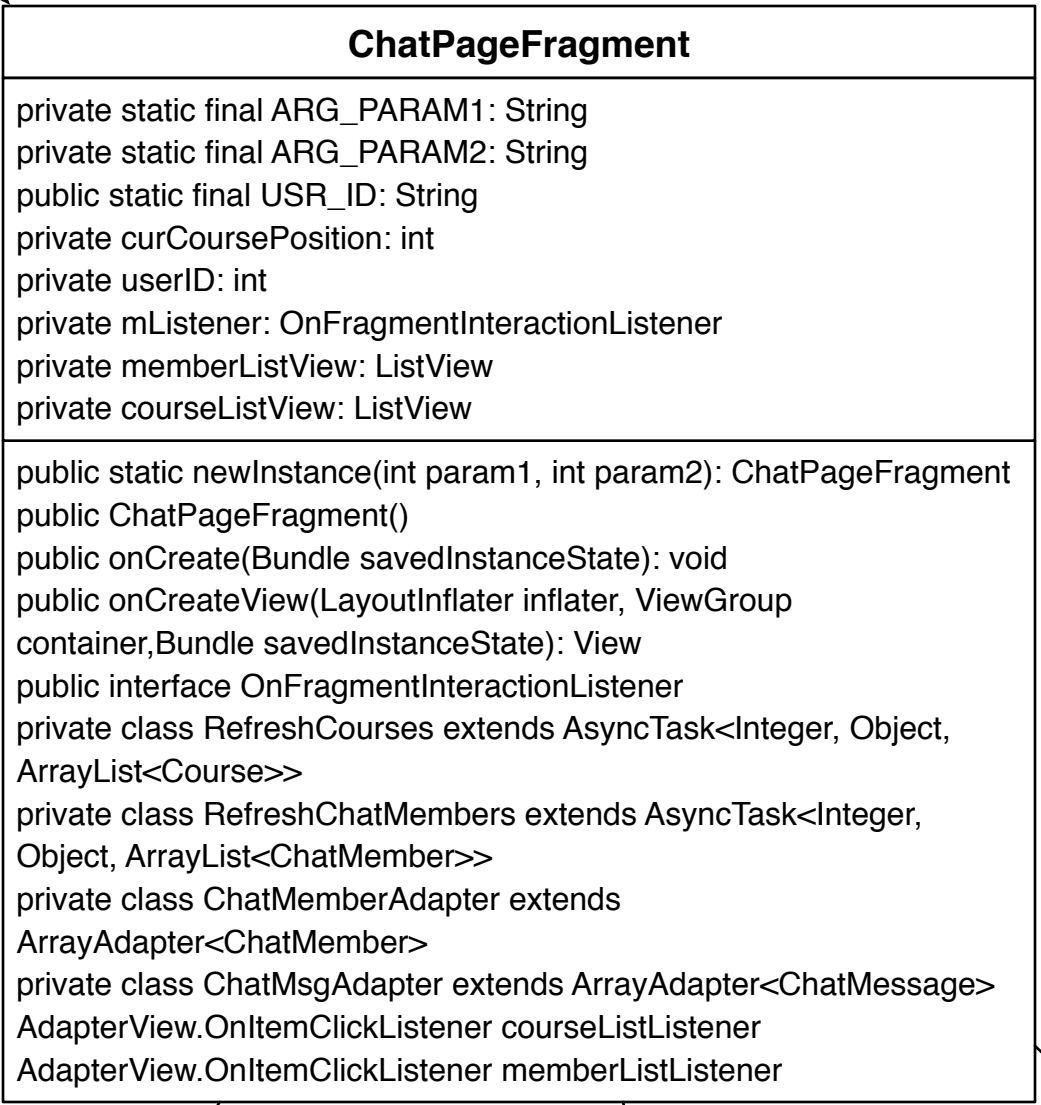 ChatPageFragment
private static final ARG_PARAM1: String
private static final ARG_PARAM2: String
public static final USR_ID: String
private curCoursePosition: int
private userID: int
private mListener: OnFragmentInteractionListener
private memberListView: ListView
private courseListView: ListView
public static newInstance(int param1, int param2): ChatPageFragment
public ChatPageFragment()
public onCreate(Bundle savedInstanceState): void
public onCreateView(LayoutInflater inflater, ViewGroup
container,Bundle savedInstanceState): View
public interface OnFragmentInteractionListener
private class RefreshCourses extends AsyncTask<Integer, Object,
ArrayList<Course>>
private class RefreshChatMembers extends AsyncTask<Integer,
Object, ArrayList<ChatMember>>
private class ChatMemberAdapter extends
ArrayAdapter<ChatMember>
private class ChatMsgAdapter extends ArrayAdapter<ChatMessage>
AdapterView.OnItemClickListener courseListListener
AdapterView.OnItemClickListener memberListListener